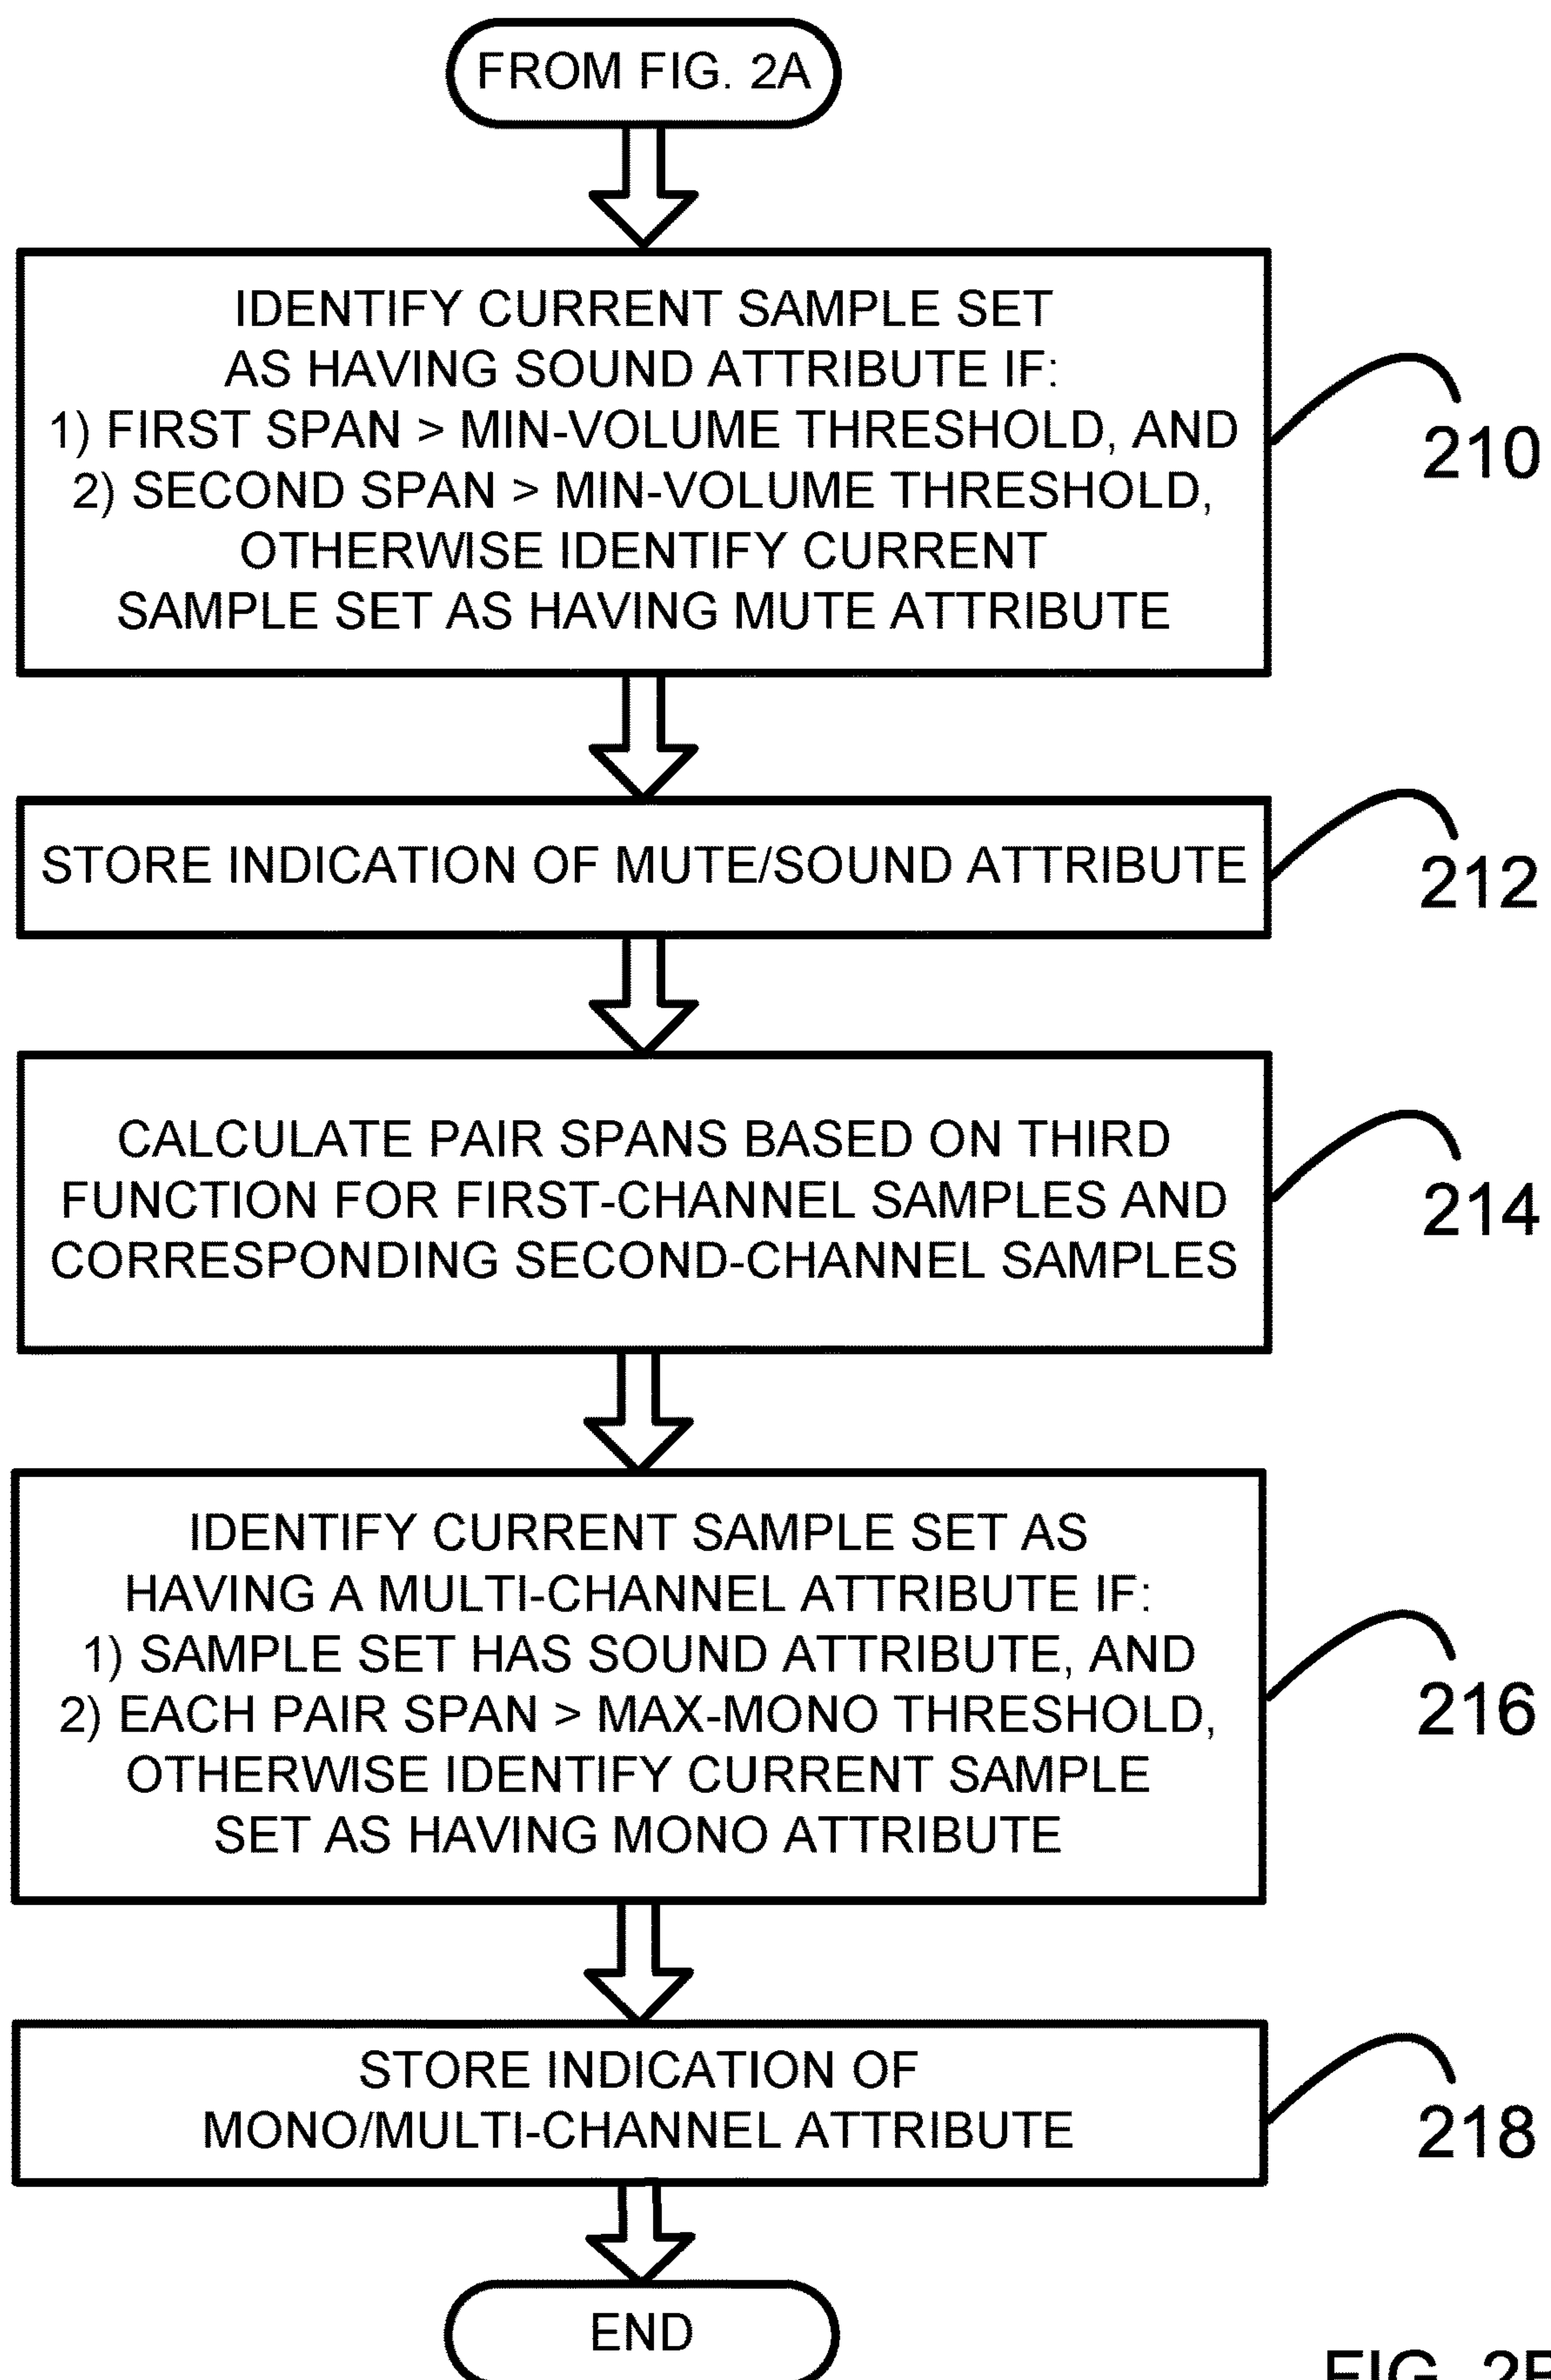 FROM FIG. 2A
IDENTIFY CURRENT SAMPLE SET
AS HAVING SOUND ATTRIBUTE IF:
1) FIRST SPAN > MIN-VOLUME THRESHOLD, AND
2) SECOND SPAN > MIN-VOLUME THRESHOLD,
OTHERWISE IDENTIFY CURRENT
SAMPLE SET AS HAVING MUTE ATTRIBUTE
210
STORE INDICATION OF MUTE/SOUND ATTRIBUTE
212
CALCULATE PAIR SPANS BASED ON THIRD
FUNCTION FOR FIRST-CHANNEL SAMPLES AND
CORRESPONDING SECOND-CHANNEL SAMPLES
214
IDENTIFY CURRENT SAMPLE SET AS
HAVING A MULTI-CHANNEL ATTRIBUTE IF:
1) SAMPLE SET HAS SOUND ATTRIBUTE, AND
2) EACH PAIR SPAN > MAX-MONO THRESHOLD,
OTHERWISE IDENTIFY CURRENT SAMPLE
SET AS HAVING MONO ATTRIBUTE
216
STORE INDICATION OF
MONO/MULTI-CHANNEL ATTRIBUTE
218
END
FIG.